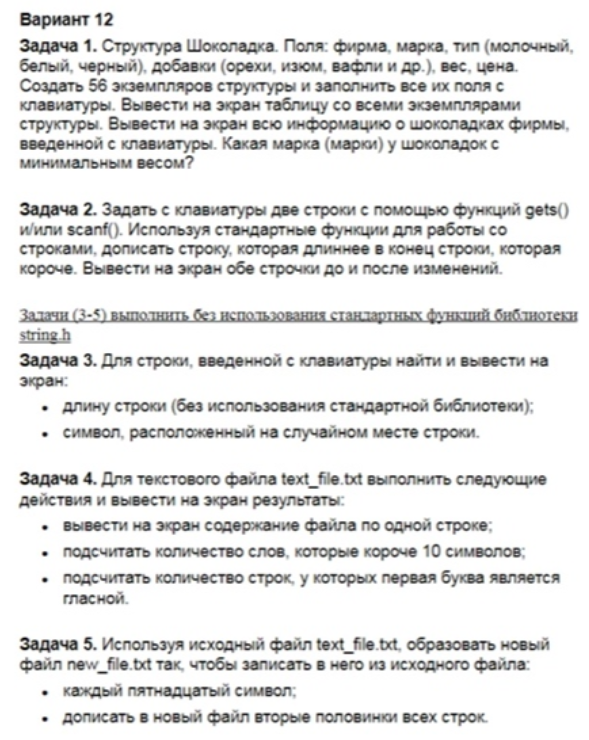 Вариант 12
Задача 1. Структура Шоколадка. Поля: фирма, марка, тип (молочный,
белый, черный), добавки (орехи, изюм, вафли и др.), вес, цена.
Создать 56 экземпляров структуры и заполнить все их поля с
клавиатуры. Вывести на экран таблицу со всеми экземплярами
структуры. Вывести на экран всю информацию о шоколадках фирмы,
введенной с клавиатуры. Какая марка (марки) у шоколадок с
минимальным весом?
Задача 2. Задать с клавиатуры две строки с помощью функций gets()
и/или scanf(). Используя стандартные функции для работы со
строками, дописать строку, которая длиннее в конец строки, которая
короче. Вывести на экран обе строчки до и после изменений.
Задачи (3-5) выполнить без использования стандартных функций библиотеки
string.h
Задача 3. Для строки, введенной с клавиатуры найти и вывести на
экран:
• длину строки (без использования стандартной библиотеки);
• символ, расположенный на случайном месте строки.
Задача 4. Для текстового файла text_file.txt выполнить следующие
действия и вывести на экран результаты:
• вывести на экран содержание файла по одной строке;
• подсчитать количество слов, которые короче 10 символов;
• подсчитать количество строк, у которых первая буква является
гласной.
Задача 5. Используя исходный файл text_file.txt, образовать новый
файл new_file.txt так, чтобы записать в него из исходного файла:
• каждый пятнадцатый символ;
• дописать в новый файл вторые половинки всех строк.